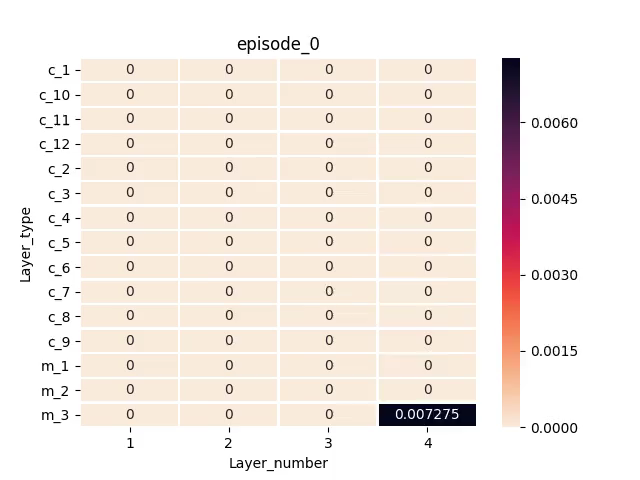 episode_0
c_1 0 0 0 0
c_10 0 0 0 0
c_11 0 0 0 0
c_12 0 0 0 0
c_2 0 0 0 0
c_3 0 0 0 0
c_4 0 0 0 0
c_5 0 0 0 0
c_6 0 0 0 0
c_7 0 0 0 0
c_8 0 0 0 0
c_9 0 0 0 0
m_1 0 0 0 0
m_2 0 0 0 0
m_3 0 0 0 0.007275
1 2 3 4
Layer_number
Layer_type
0.0060
0.0045
0.0030
0.0015
0.0000